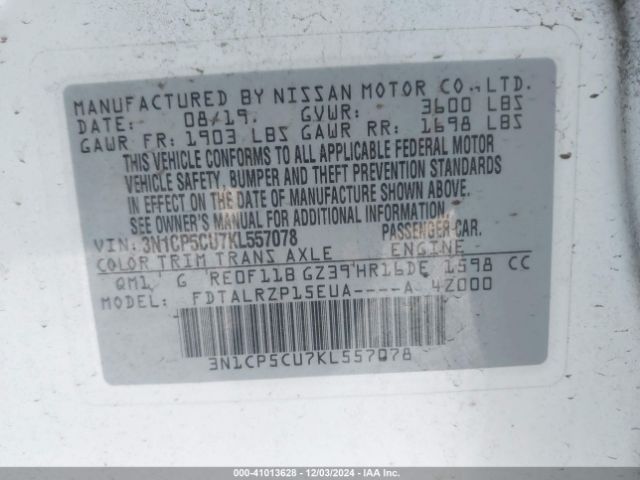 MANUFACTURED BY NISSAN MOTOR CO.,LTD.
DATE: 08/19. GVWR: 3600 LBS
GAWR FR: 1903 LBS GAWR RR: 1698 LBS
THIS VEHICLE CONFORMS TO ALL APPLICABLE FEDERAL MOTOR
VEHICLE SAFETY, BUMPER AND THEFT PREVENTION STANDARDS
IN EFFECT ON THE DATE OF MANUFACTURE SHOWN ABOVE.
SEE OWNER'S MANUAL FOR ADDITIONAL INFORMATION
VIN: 3N1CP5CU7KL557078 PASSENGER-CAR.
COLOR TRIM TRANS AXLE ENGINE
QM1 G RE0F11B GZ39 HR16DE 1598 CC
MODEL: FDTALRZP15EUA----A 4Z000
3N1CP5CU7KL557078
000-41013628 - 12/03/2024 - IAA Inc.